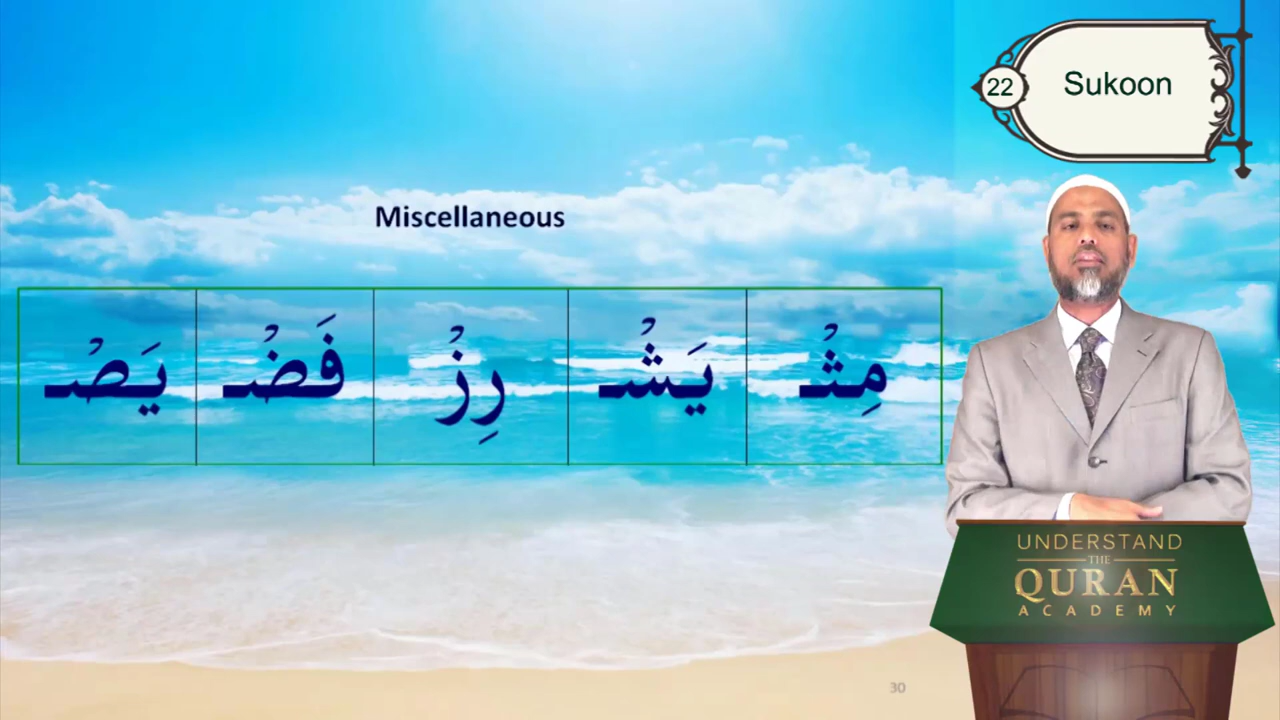 22 Sukoon
Miscellaneous
مِثْـ يَشْـ رِزْ فَضْـ يَصْـ
UNDERSTAND
THE
QURAN
ACADEMY
30